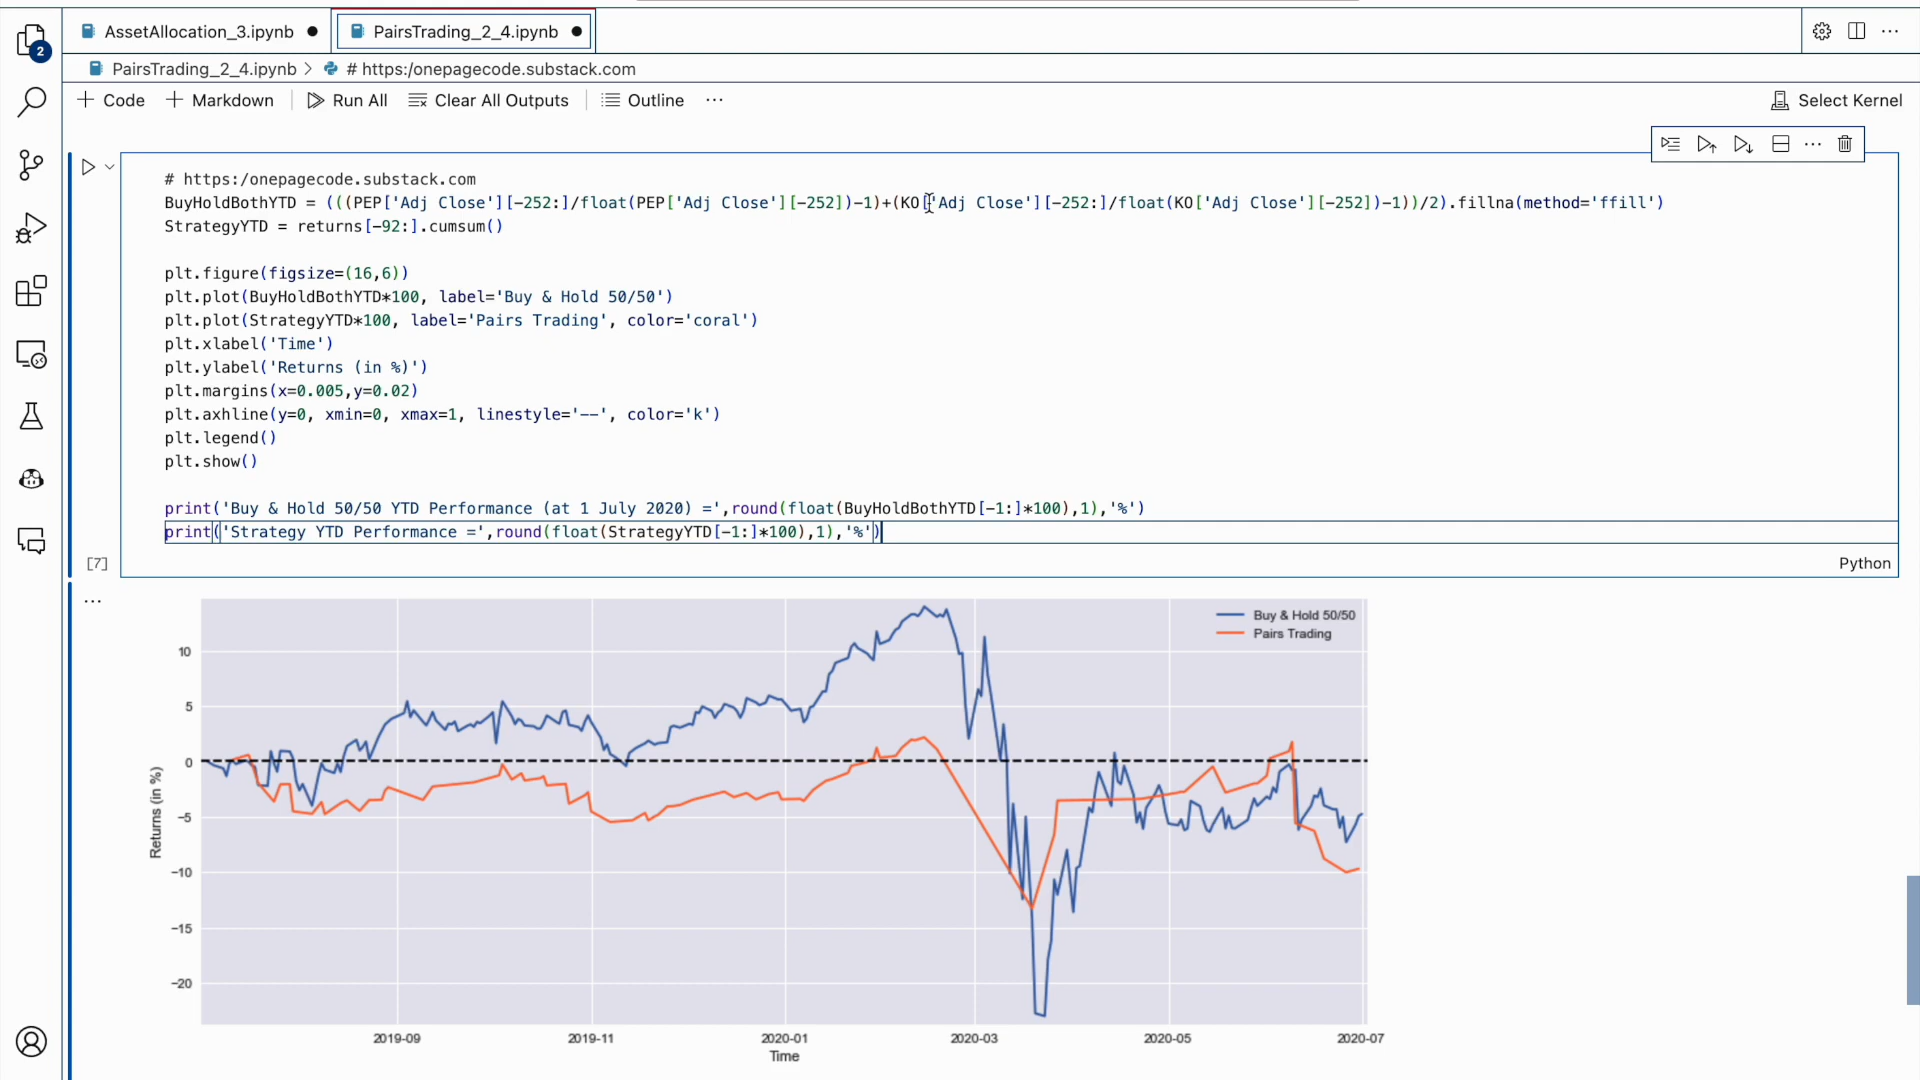 AssetAllocation_3.ipynb
PairsTrading_2_4.ipynb
2
PairsTrading_2_4.ipynb > # https:/onepagecode.substack.com
+ Code + Markdown Run All Clear All Outputs Outline ... Select Kernel
# https:/onepagecode.substack.com
BuyHoldBothYTD = (((PEP['Adj Close'][-252:]/float(PEP['Adj Close'][-252])-1)+(KO['Adj Close'][-252:]/float(KO['Adj Close'][-252])-1))/2).fillna(method='ffill')
StrategyYTD = returns[-92:].cumsum()
plt.figure(figsize=(16,6))
plt.plot(BuyHoldBothYTD*100, label='Buy & Hold 50/50')
plt.plot(StrategyYTD*100, label='Pairs Trading', color='coral')
plt.xlabel('Time')
plt.ylabel('Returns (in %)')
plt.margins(x=0.005,y=0.02)
plt.axhline(y=0, xmin=0, xmax=1, linestyle='--', color='k')
plt.legend()
plt.show()
print('Buy & Hold 50/50 YTD Performance (at 1 July 2020) =',round(float(BuyHoldBothYTD[-1:]*100),1),'%')
print('Strategy YTD Performance =',round(float(StrategyYTD[-1:]*100),1),'%')
[7]
Python
...
Buy & Hold 50/50
Pairs Trading
10
5
0
−5
−10
−15
−20
Returns (in %)
2019-09 2019-11 2020-01 2020-03 2020-05 2020-07
Time